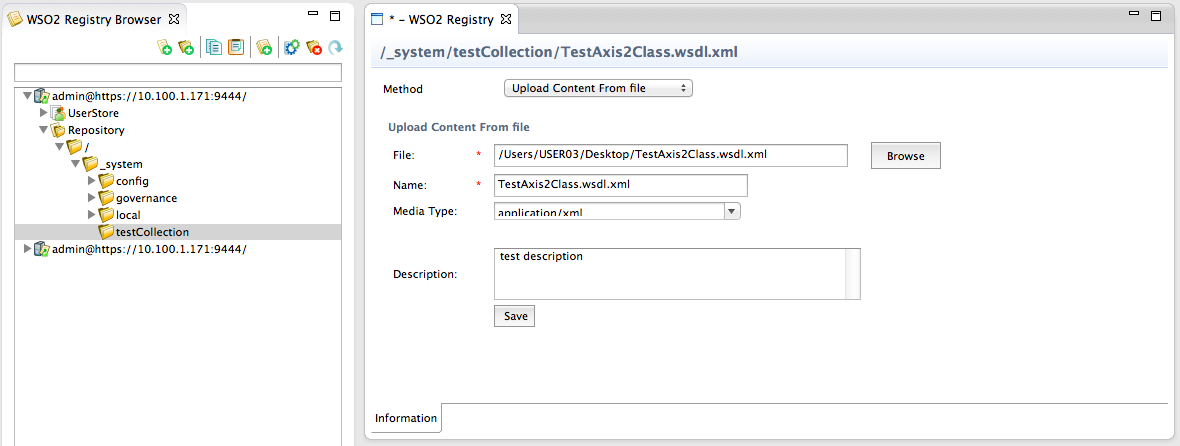 WSO2 Registry Browser
admin@https://10.100.1.171:9444/
UserStore
Repository
/
_system
config
governance
local
testCollection
admin@https://10.100.1.171:9444/
* – WSO2 Registry
/_system/testCollection/TestAxis2Class.wsdl.xml
Method Upload Content From file
Upload Content From file
File: * /Users/USER03/Desktop/TestAxis2Class.wsdl.xml Browse
Name: * TestAxis2Class.wsdl.xml
Media Type: application/xml
Description: test description
Save
Information